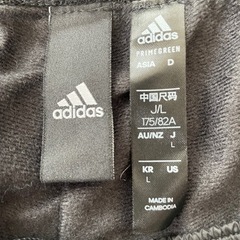 adidas
adidas
PRIMEGREEN
ASIA D
中国尺码
J/L
175/82A
AU/NZ J
L L
KR US
L
MADE IN
CAMBODIA